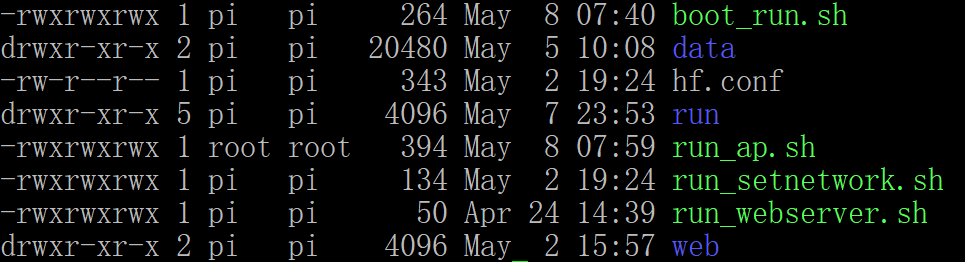 -rwxrwxrwx 1 pi   pi     264 May  8 07:40 boot_run.sh
drwxr-xr-x 2 pi   pi   20480 May  5 10:08 data
-rw-r--r-- 1 pi   pi     343 May  2 19:24 hf.conf
drwxr-xr-x 5 pi   pi    4096 May  7 23:53 run
-rwxrwxrwx 1 root root   394 May  8 07:59 run_ap.sh
-rwxrwxrwx 1 pi   pi     134 May  2 19:24 run_setnetwork.sh
-rwxrwxrwx 1 pi   pi      50 Apr 24 14:39 run_webserver.sh
drwxr-xr-x 2 pi   pi    4096 May  2 15:57 web